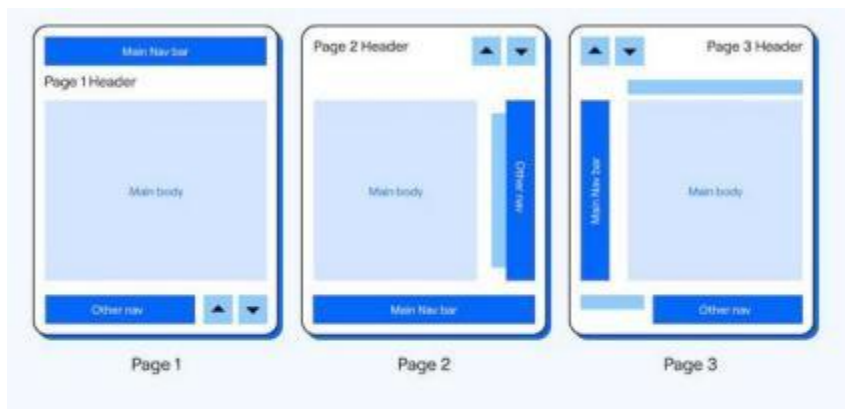 Main Nav bar
Page 1 Header
Main body
Other nav
Page 1
Page 2 Header
Main body
Other nav
Main Nav bar
Page 2
Page 3 Header
Main Nav bar
Main body
Other nav
Page 3